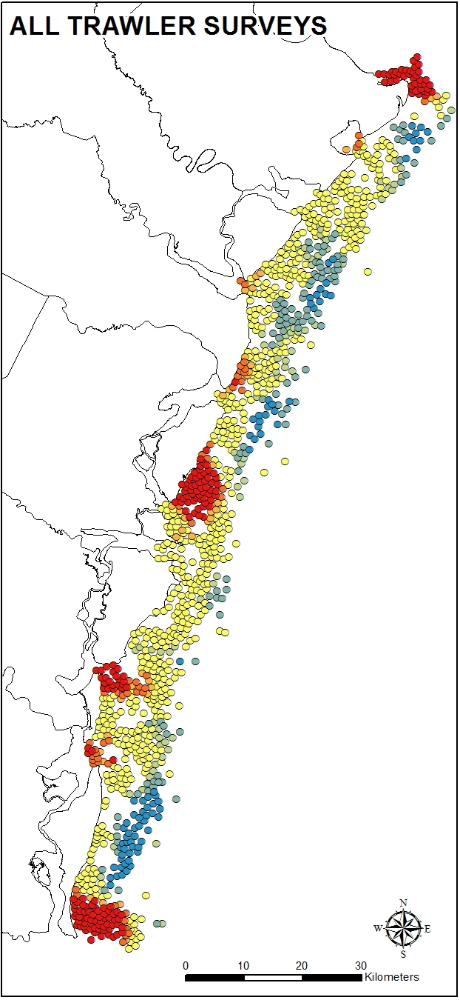 ALL TRAWLER SURVEYS
N
W E
S
0 10 20 30
Kilometers